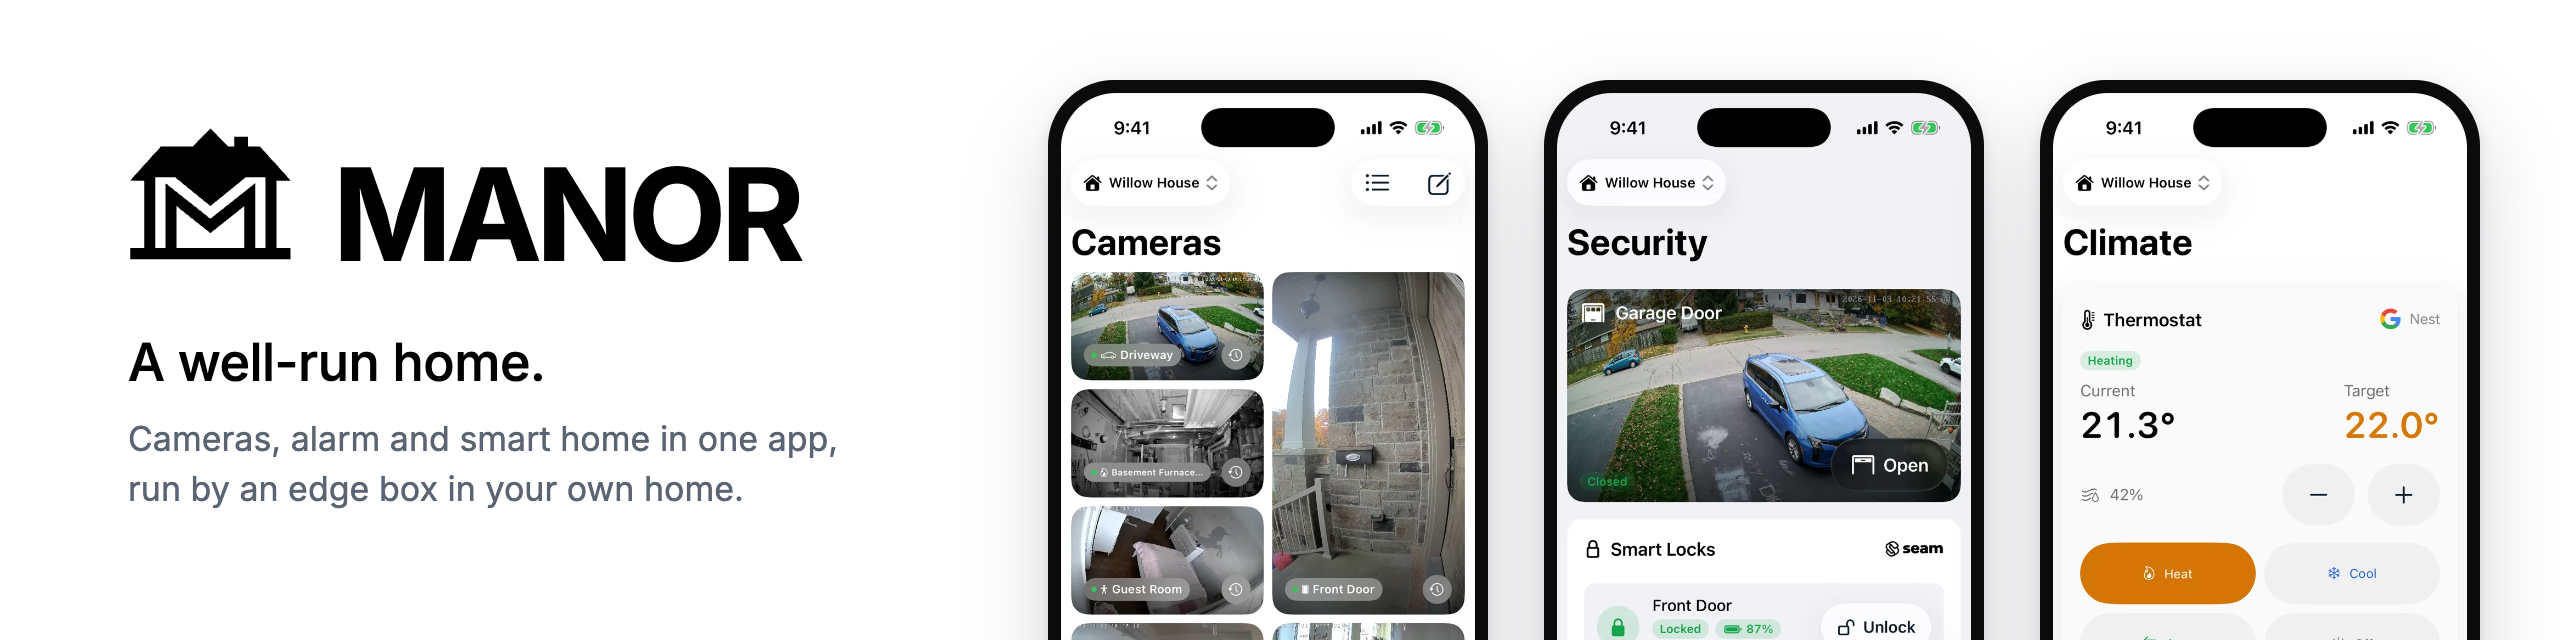 MANOR
A well-run home.
Cameras, alarm and smart home in one app,
run by an edge box in your own home.
9:41
Willow House
Cameras
Driveway
Basement Furnace...
Guest Room
Front Door
9:41
Willow House
Security
Garage Door
Closed
Open
Smart Locks
seam
Front Door
Locked
87%
Unlock
9:41
Willow House
Climate
Thermostat
Nest
Heating
Current
Target
21.3°
22.0°
42%
Heat
Cool